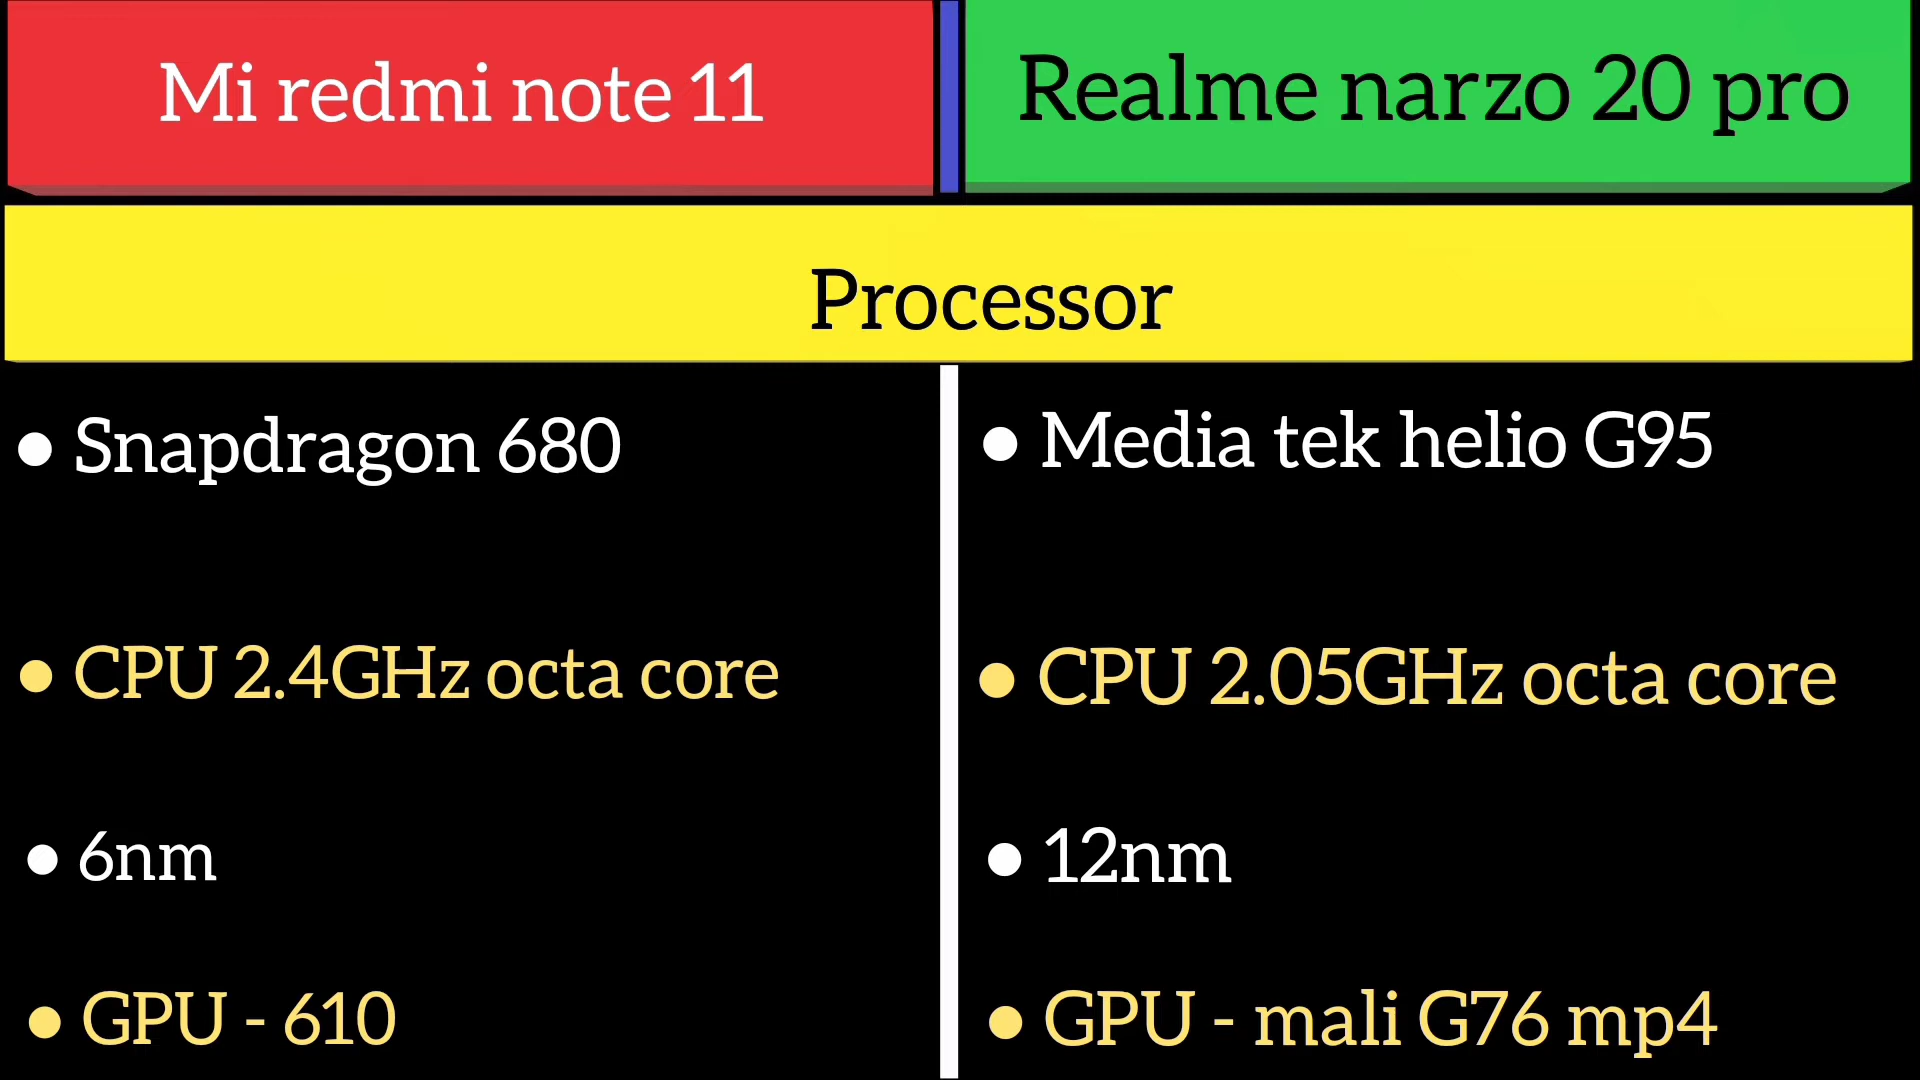 Mi redmi note 11
Realme narzo 20 pro
Processor
● Snapdragon 680
● Media tek helio G95
● CPU 2.4GHz octa core
● CPU 2.05GHz octa core
● 6nm
● 12nm
● GPU - 610
● GPU - mali G76 mp4